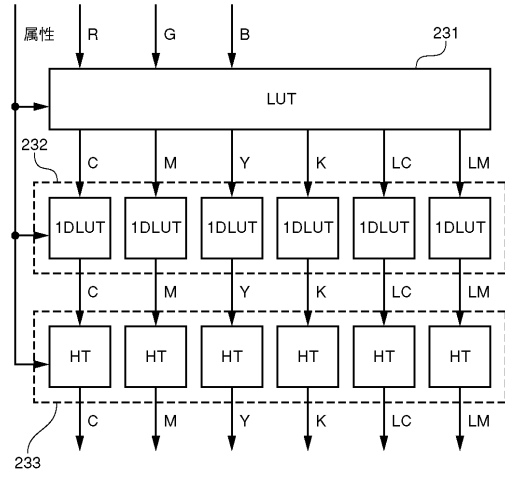 属性 R G B 231
LUT
232 C M Y K LC LM
1DLUT 1DLUT 1DLUT 1DLUT 1DLUT 1DLUT
C M Y K LC LM
HT HT HT HT HT HT
C M Y K LC LM
233